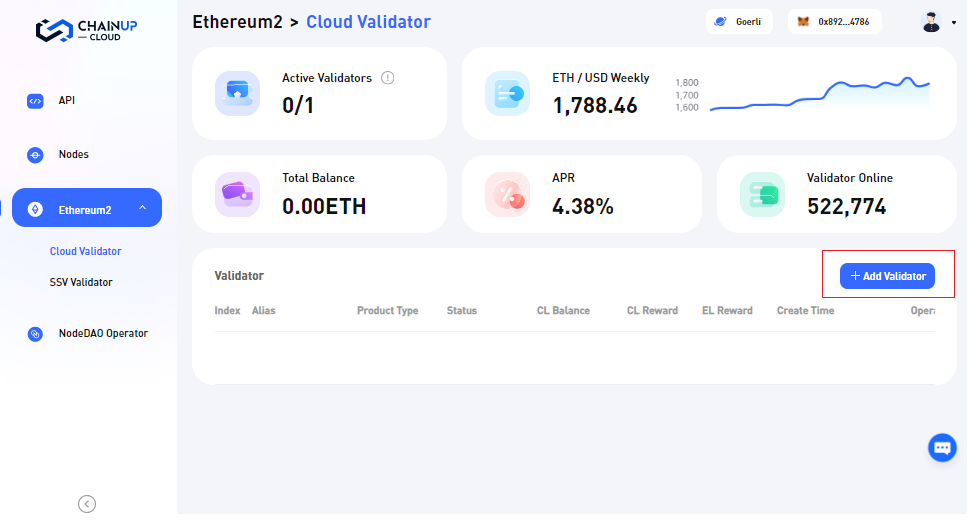 CHAINUP
CLOUD
Ethereum2 > Cloud Validator
Goerli
0x892...4786
API
Nodes
Ethereum2
Cloud Validator
SSV Validator
NodeDAO Operator
Active Validators
0/1
ETH / USD Weekly
1,788.46
1,800
1,700
1,600
Total Balance
0.00ETH
APR
4.38%
Validator Online
522,774
Validator
+ Add Validator
Index Alias Product Type Status CL Balance CL Reward EL Reward Create Time Opera